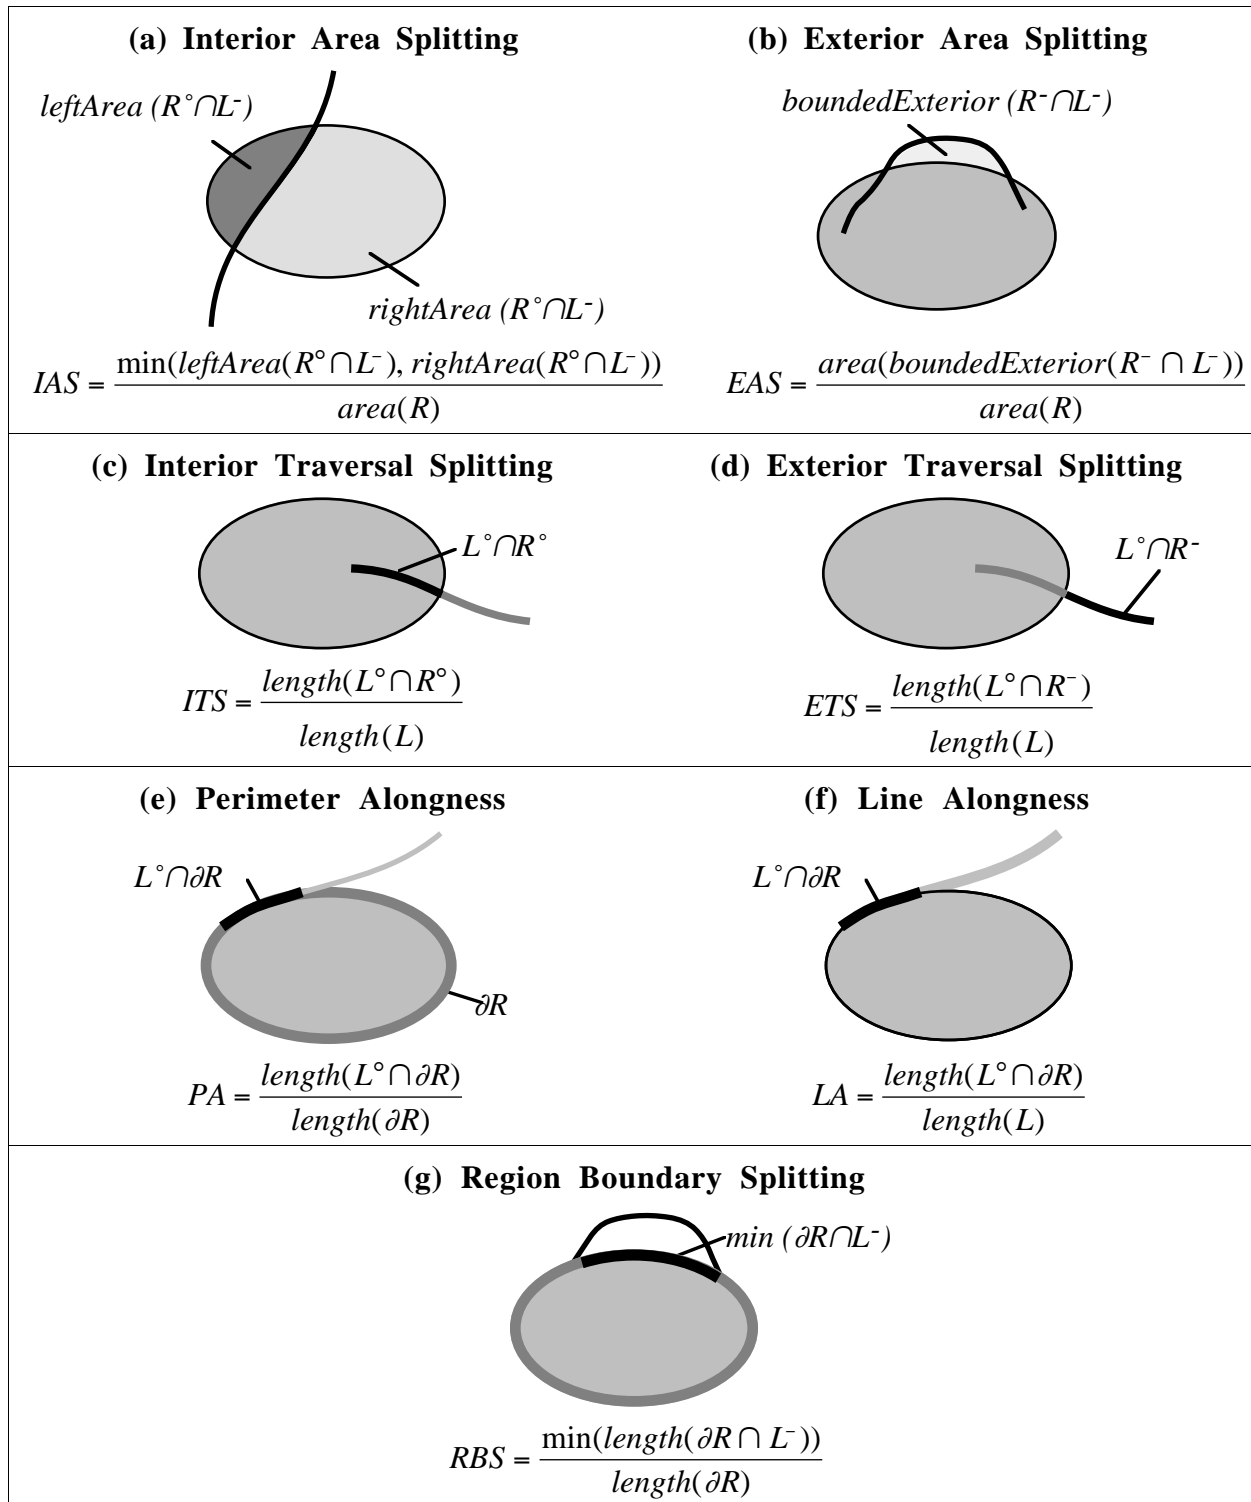 (a) Interior Area Splitting
leftArea (R°∩L⁻)
rightArea (R°∩L⁻)
IAS = min(leftArea(R°∩L⁻), rightArea(R°∩L⁻)) / area(R)
(b) Exterior Area Splitting
boundedExterior (R⁻∩L⁻)
EAS = area(boundedExterior(R⁻ ∩ L⁻)) / area(R)
(c) Interior Traversal Splitting
L°∩R°
ITS = length(L°∩R°) / length(L)
(d) Exterior Traversal Splitting
L°∩R⁻
ETS = length(L°∩R⁻) / length(L)
(e) Perimeter Alongness
L°∩∂R
∂R
PA = length(L°∩∂R) / length(∂R)
(f) Line Alongness
L°∩∂R
LA = length(L°∩∂R) / length(L)
(g) Region Boundary Splitting
min (∂R∩L⁻)
RBS = min(length(∂R ∩ L⁻)) / length(∂R)